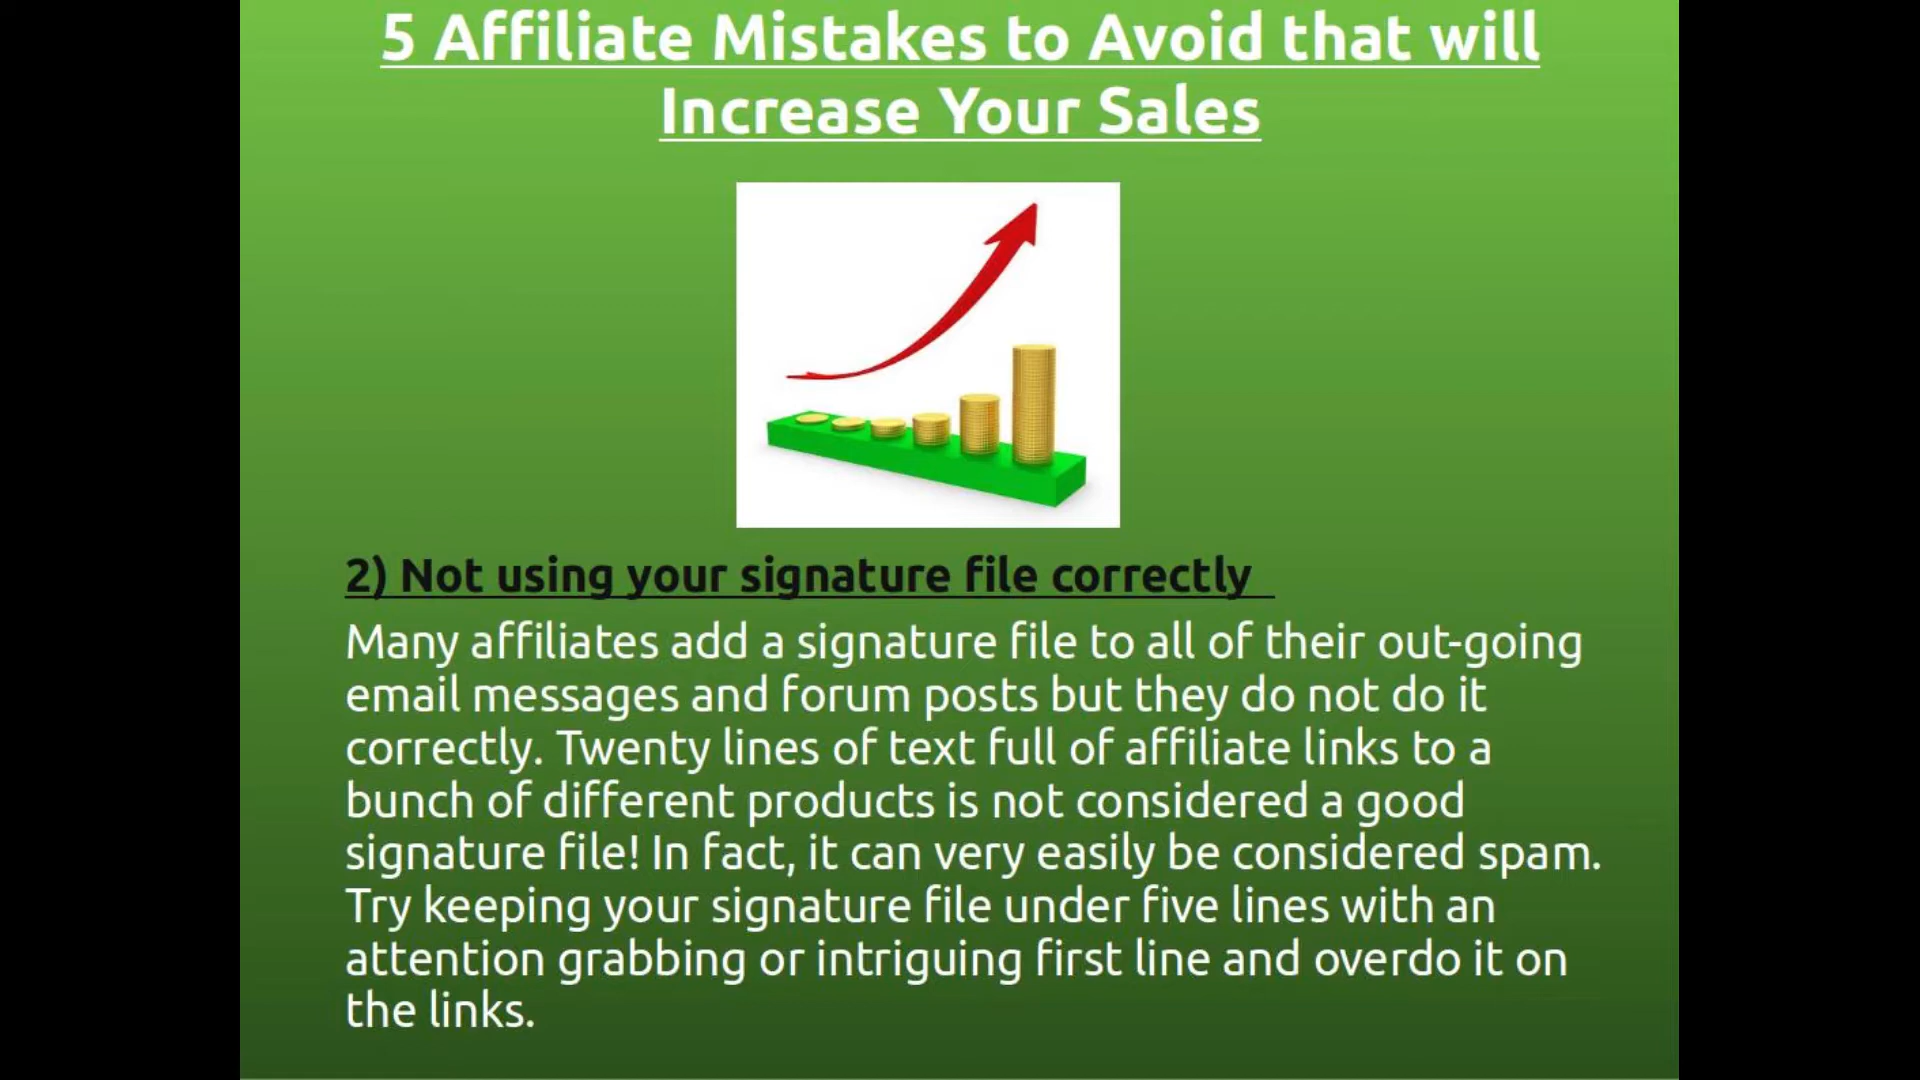 5 Affiliate Mistakes to Avoid that will
Increase Your Sales
2) Not using your signature file correctly
Many affiliates add a signature file to all of their out-going
email messages and forum posts but they do not do it
correctly. Twenty lines of text full of affiliate links to a
bunch of different products is not considered a good
signature file! In fact, it can very easily be considered spam.
Try keeping your signature file under five lines with an
attention grabbing or intriguing first line and overdo it on
the links.